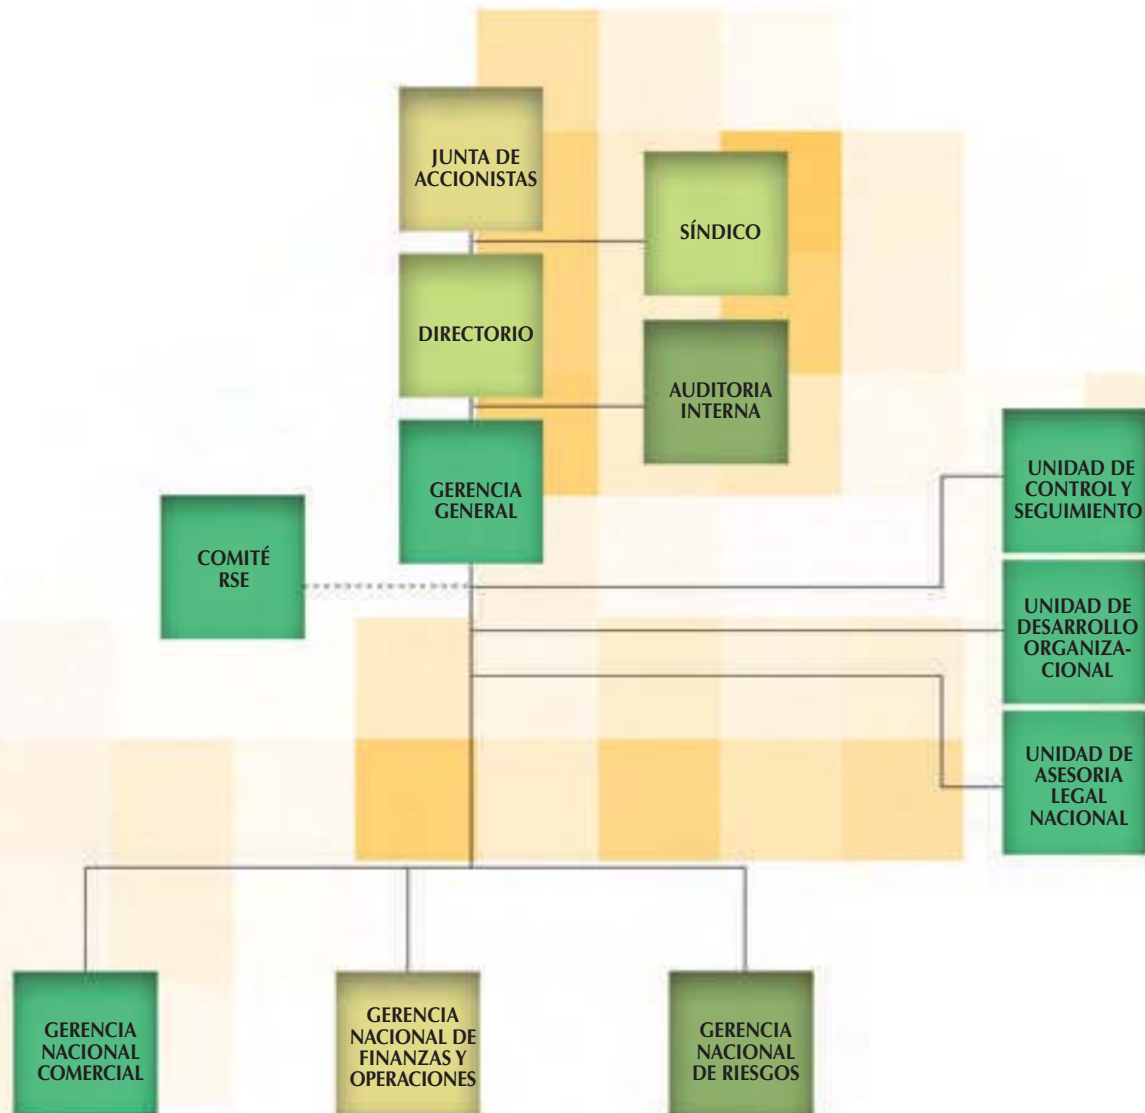 JUNTA DE
ACCIONISTAS
SÍNDICO
DIRECTORIO
AUDITORIA
INTERNA
GERENCIA
GENERAL
UNIDAD DE
CONTROL Y
SEGUIMIENTO
COMITÉ
RSE
UNIDAD DE
DESARROLLO
ORGANIZA-
CIONAL
UNIDAD DE
ASESORIA
LEGAL
NACIONAL
GERENCIA
NACIONAL
COMERCIAL
GERENCIA
NACIONAL DE
FINANZAS Y
OPERACIONES
GERENCIA
NACIONAL
DE RIESGOS